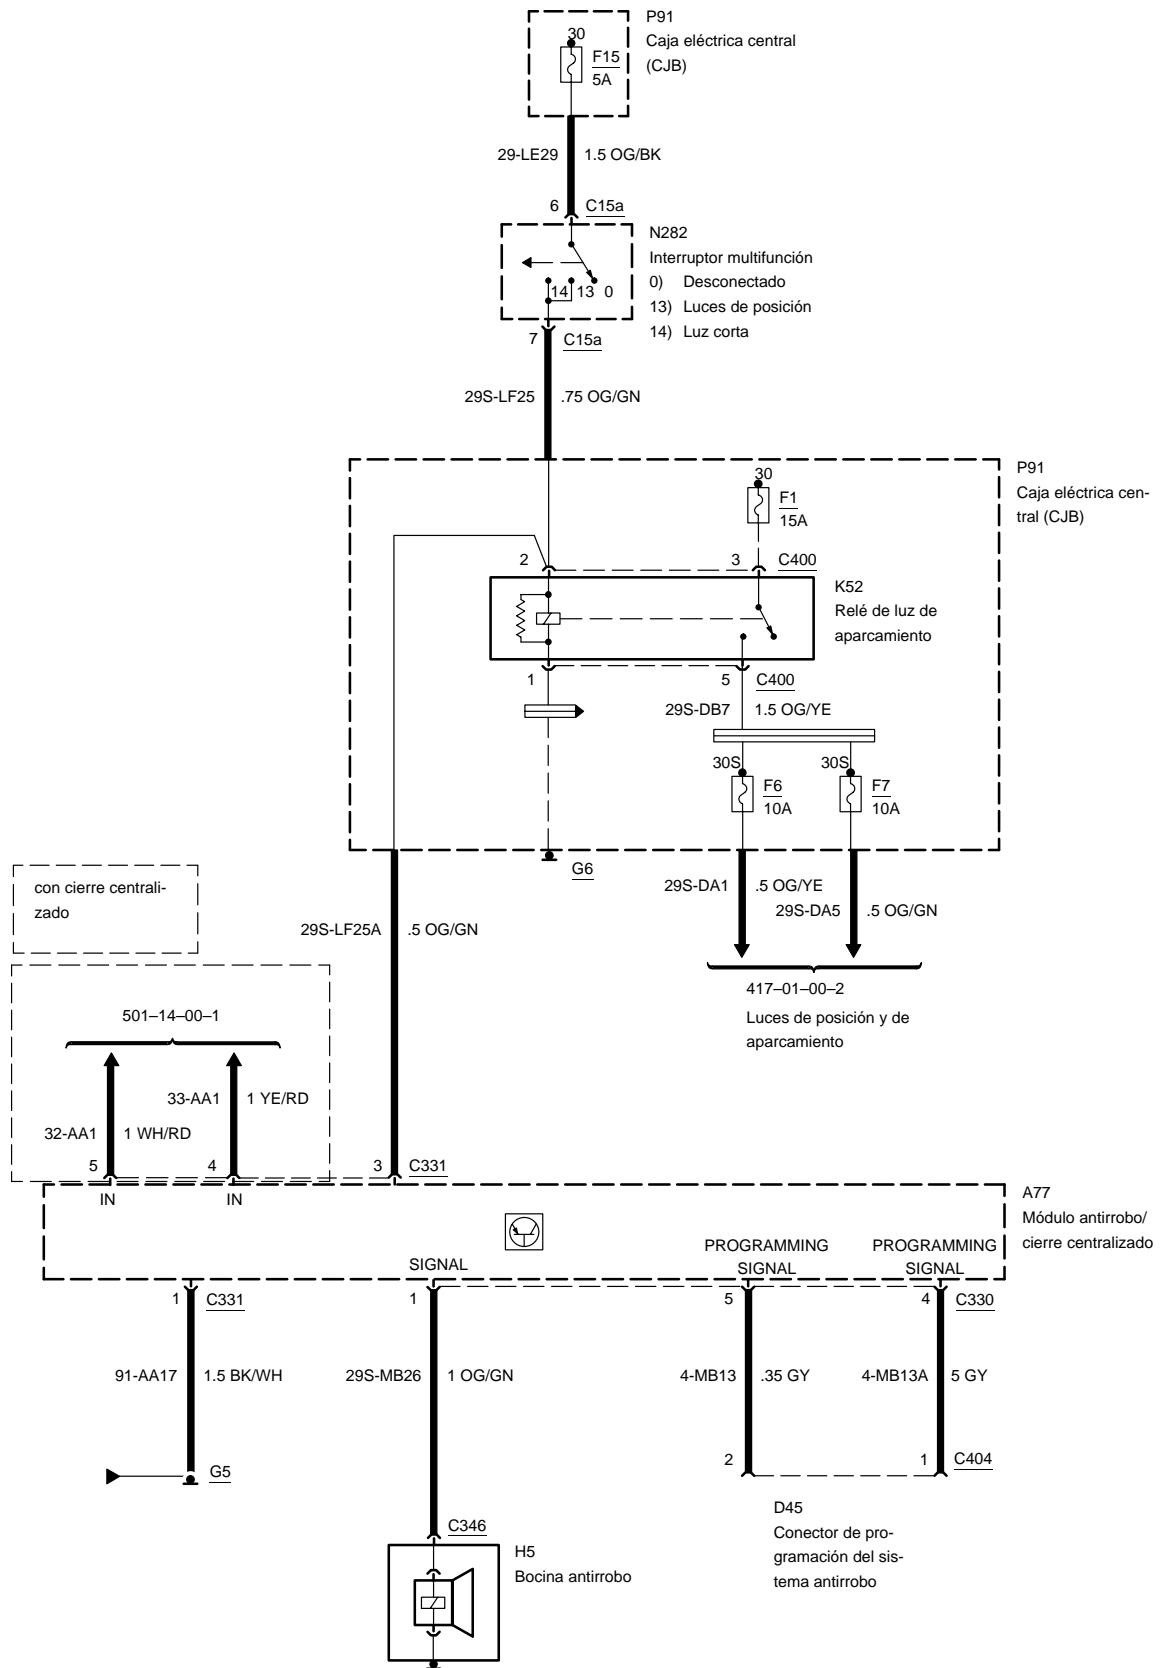 P91
Caja eléctrica central
(CJB)
30
F15
5A
29-LE29
1.5 OG/BK
6
C15a
N282
Interruptor multifunción
0) Desconectado
13) Luces de posición
14) Luz corta
14 13 0
7
C15a
29S-LF25
.75 OG/GN
P91
Caja eléctrica cen-
tral (CJB)
30
F1
15A
2
3
C400
K52
Relé de luz de
aparcamiento
1
5
C400
29S-DB7
1.5 OG/YE
30S
30S
F6
10A
F7
10A
G6
con cierre centrali-
zado
29S-DA1
.5 OG/YE
29S-DA5
.5 OG/GN
29S-LF25A
.5 OG/GN
417–01–00–2
Luces de posición y de
aparcamiento
501–14–00–1
33-AA1
1 YE/RD
32-AA1
1 WH/RD
5
4
3
C331
IN
IN
A77
Módulo antirrobo/
cierre centralizado
SIGNAL
PROGRAMMING
SIGNAL
PROGRAMMING
SIGNAL
1
C331
1
5
4
C330
91-AA17
1.5 BK/WH
29S-MB26
1 OG/GN
4-MB13
.35 GY
4-MB13A
5 GY
G5
2
1
C404
C346
H5
Bocina antirrobo
D45
Conector de pro-
gramación del sis-
tema antirrobo